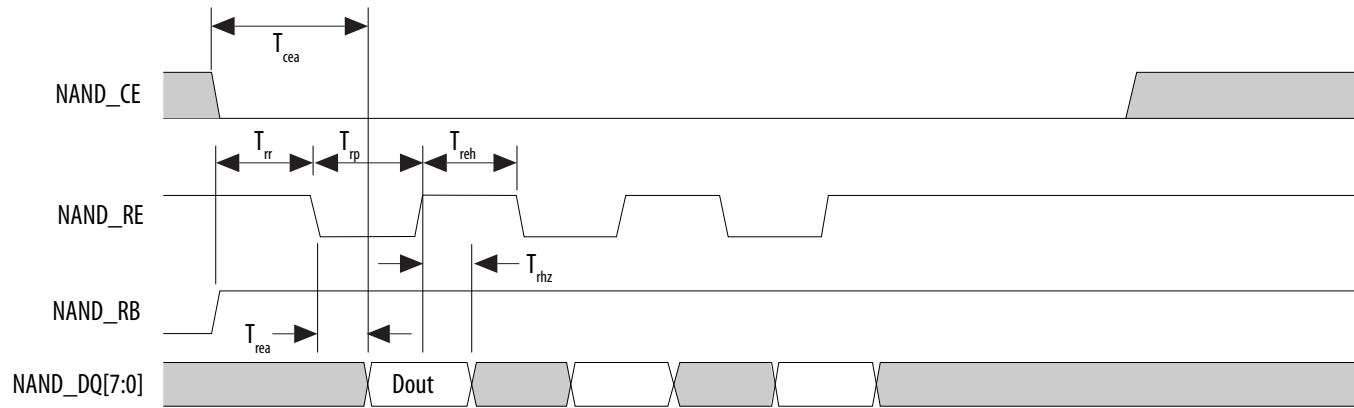 Tcea
NAND_CE
Trr Trp Treh
NAND_RE
Trhz
NAND_RB
Trea
NAND_DQ[7:0] Dout